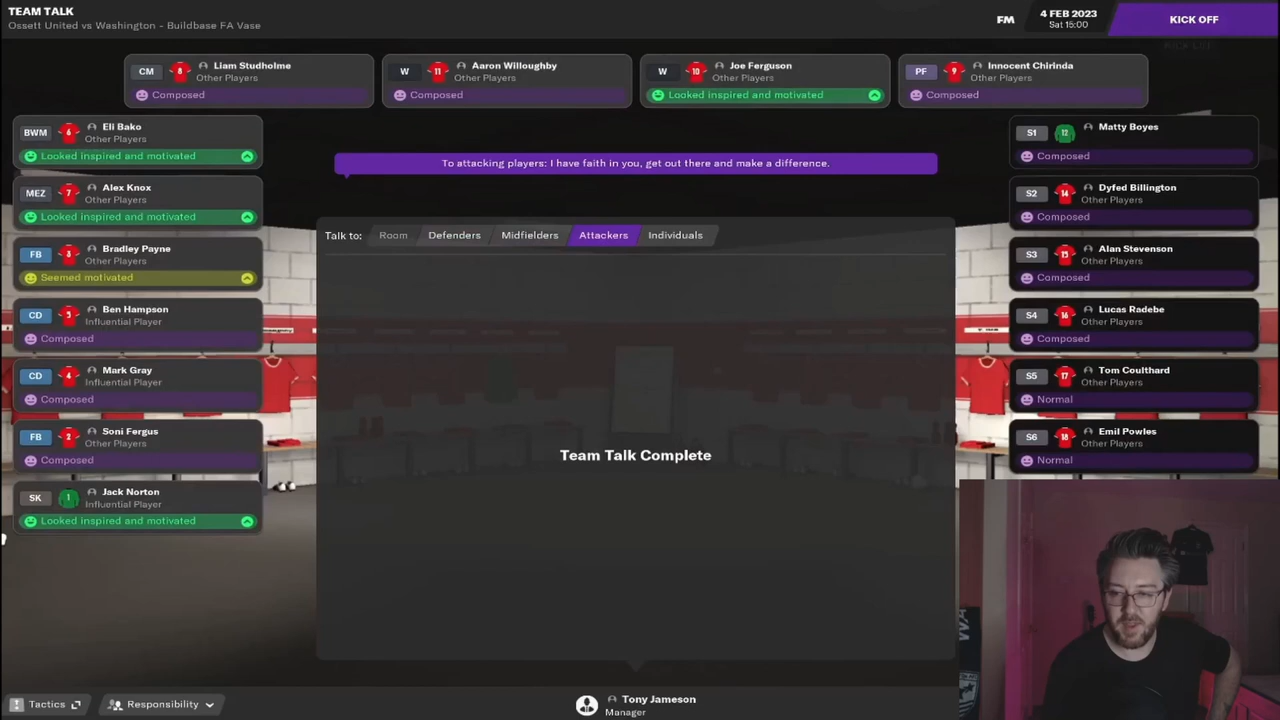 TEAM TALK
Ossett United vs Washington - Buildbase FA Vase
FM
4 FEB 2023
Sat 15:00
KICK OFF
CM
8
Liam Studholme
Other Players
Composed
W
11
Aaron Willoughby
Other Players
Composed
W
10
Joe Ferguson
Other Players
Looked inspired and motivated
PF
9
Innocent Chirinda
Other Players
Composed
BWM
6
Eli Bako
Other Players
Looked inspired and motivated
MEZ
7
Alex Knox
Other Players
Looked inspired and motivated
FB
3
Bradley Payne
Other Players
Seemed motivated
CD
5
Ben Hampson
Influential Player
Composed
CD
4
Mark Gray
Influential Player
Composed
FB
2
Soni Fergus
Other Players
Composed
SK
1
Jack Norton
Influential Player
Looked inspired and motivated
To attacking players: I have faith in you, get out there and make a difference.
Talk to: Room Defenders Midfielders Attackers Individuals
Team Talk Complete
S1
12
Matty Boyes
Composed
S2
14
Dyfed Billington
Other Players
Composed
S3
15
Alan Stevenson
Other Players
Composed
S4
16
Lucas Radebe
Other Players
Composed
S5
17
Tom Coulthard
Other Players
Normal
S6
18
Emil Powles
Other Players
Normal
Tactics
Responsibility
Tony Jameson
Manager